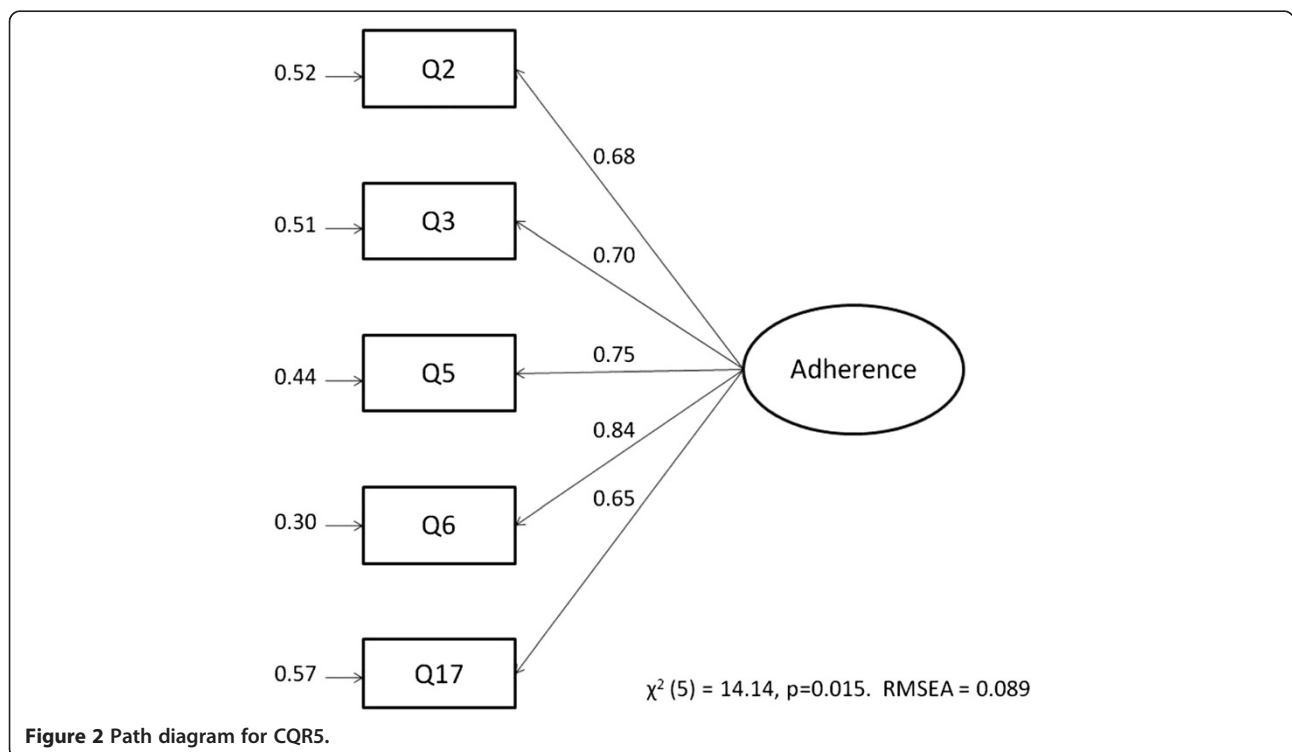 0.52
Q2
0.68
0.51
Q3
0.70
0.44
Q5
0.75
Adherence
0.84
0.30
Q6
0.65
0.57
Q17
χ² (5) = 14.14, p=0.015. RMSEA = 0.089
Figure 2 Path diagram for CQR5.